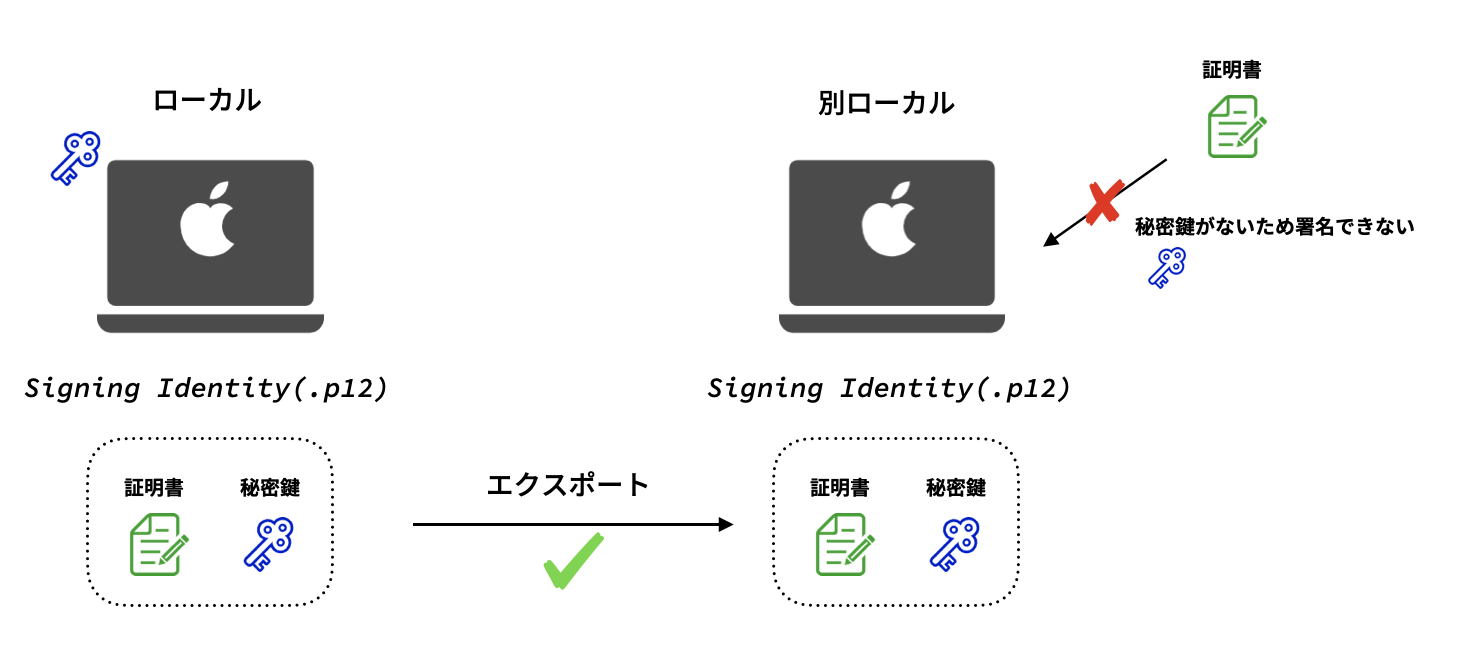 ローカル
別ローカル
証明書
秘密鍵がないため署名できない
Signing Identity(.p12)
Signing Identity(.p12)
証明書
秘密鍵
エクスポート
証明書
秘密鍵